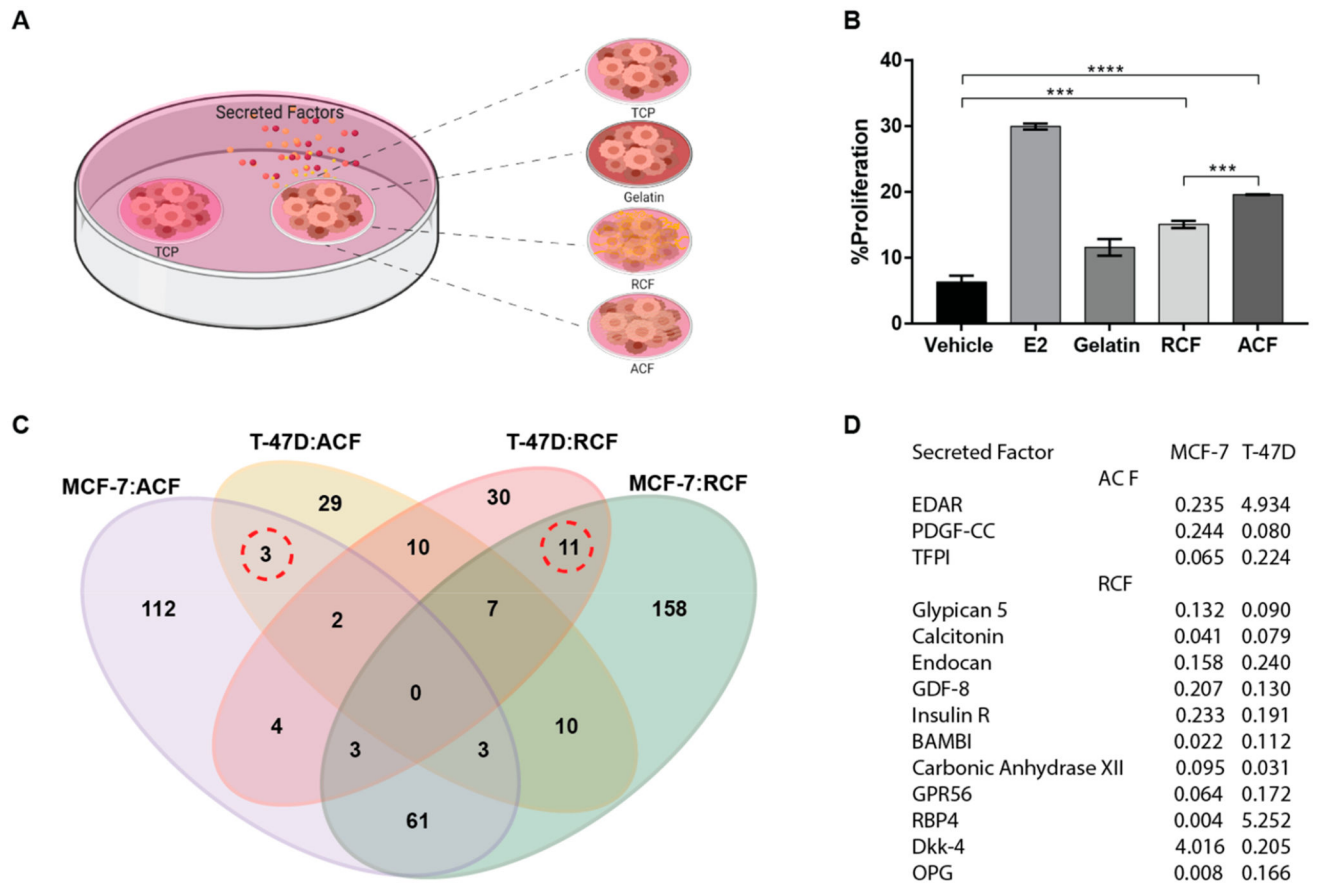 A
Secreted Factors
TCP
TCP
Gelatin
RCF
ACF
B
%Proliferation
40
30
20
10
0
****
***
***
Vehicle E2 Gelatin RCF ACF
C
T-47D:ACF T-47D:RCF
MCF-7:ACF MCF-7:RCF
29 30
3 10 11
112 2 7 158
0
4 3 3 10
61
D
Secreted Factor MCF-7 T-47D
AC F
EDAR 0.235 4.934
PDGF-CC 0.244 0.080
TFPI 0.065 0.224
RCF
Glypican 5 0.132 0.090
Calcitonin 0.041 0.079
Endocan 0.158 0.240
GDF-8 0.207 0.130
Insulin R 0.233 0.191
BAMBI 0.022 0.112
Carbonic Anhydrase XII 0.095 0.031
GPR56 0.064 0.172
RBP4 0.004 5.252
Dkk-4 4.016 0.205
OPG 0.008 0.166